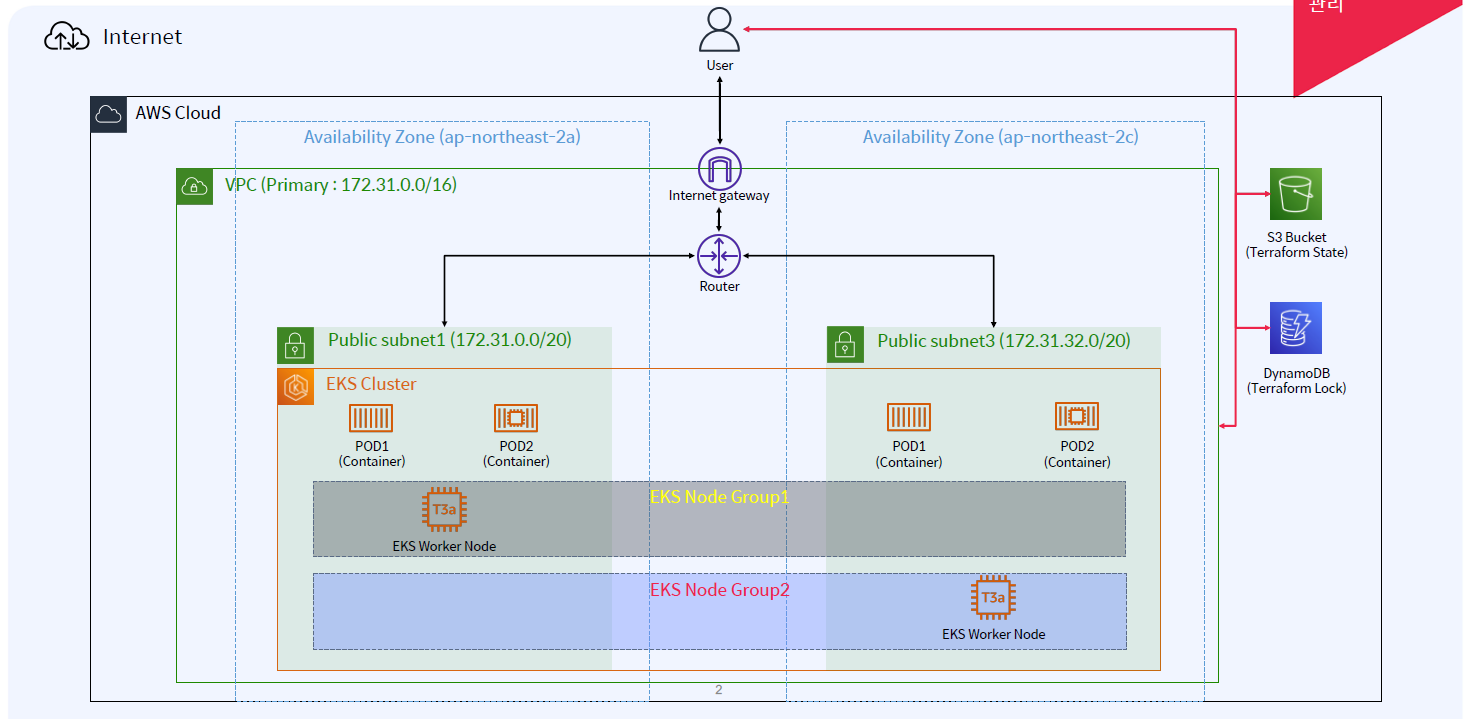 관리
Internet
User
AWS Cloud
Availability Zone (ap-northeast-2a)
Availability Zone (ap-northeast-2c)
VPC (Primary : 172.31.0.0/16)
Internet gateway
S3 Bucket
(Terraform State)
Router
Public subnet1 (172.31.0.0/20)
Public subnet3 (172.31.32.0/20)
DynamoDB
(Terraform Lock)
EKS Cluster
POD1
(Container)
POD2
(Container)
POD1
(Container)
POD2
(Container)
EKS Node Group1
T3a
EKS Worker Node
EKS Node Group2
T3a
EKS Worker Node
2